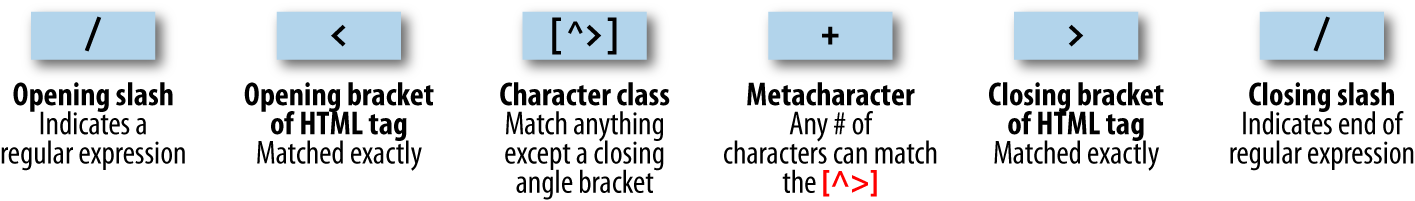 /
Opening slash
Indicates a
regular expression
<
Opening bracket
of HTML tag
Matched exactly
[^>]
Character class
Match anything
except a closing
angle bracket
+
Metacharacter
Any # of
characters can match
the [^>]
>
Closing bracket
of HTML tag
Matched exactly
/
Closing slash
Indicates end of
regular expression